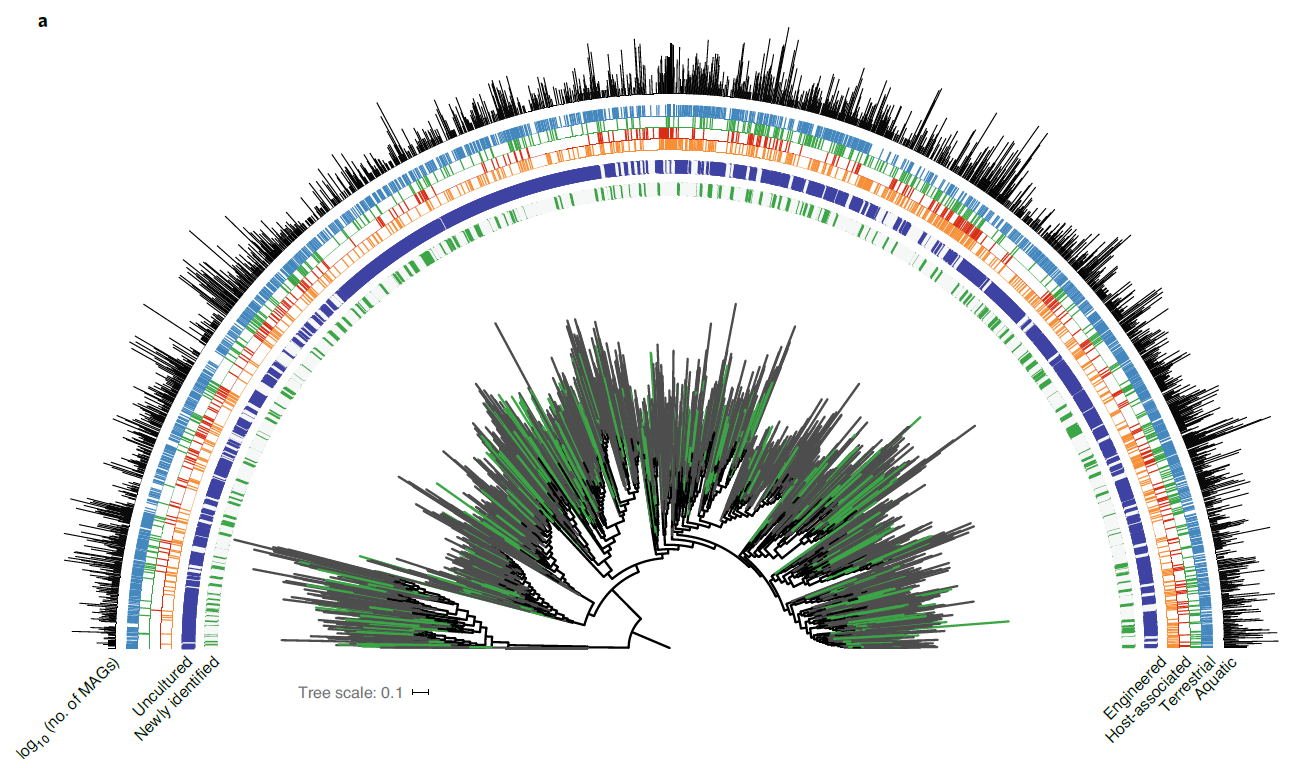 a
log10 (no. of MAGs)
Uncultured
Newly identified
Tree scale: 0.1
Engineered
Host-associated
Terrestrial
Aquatic